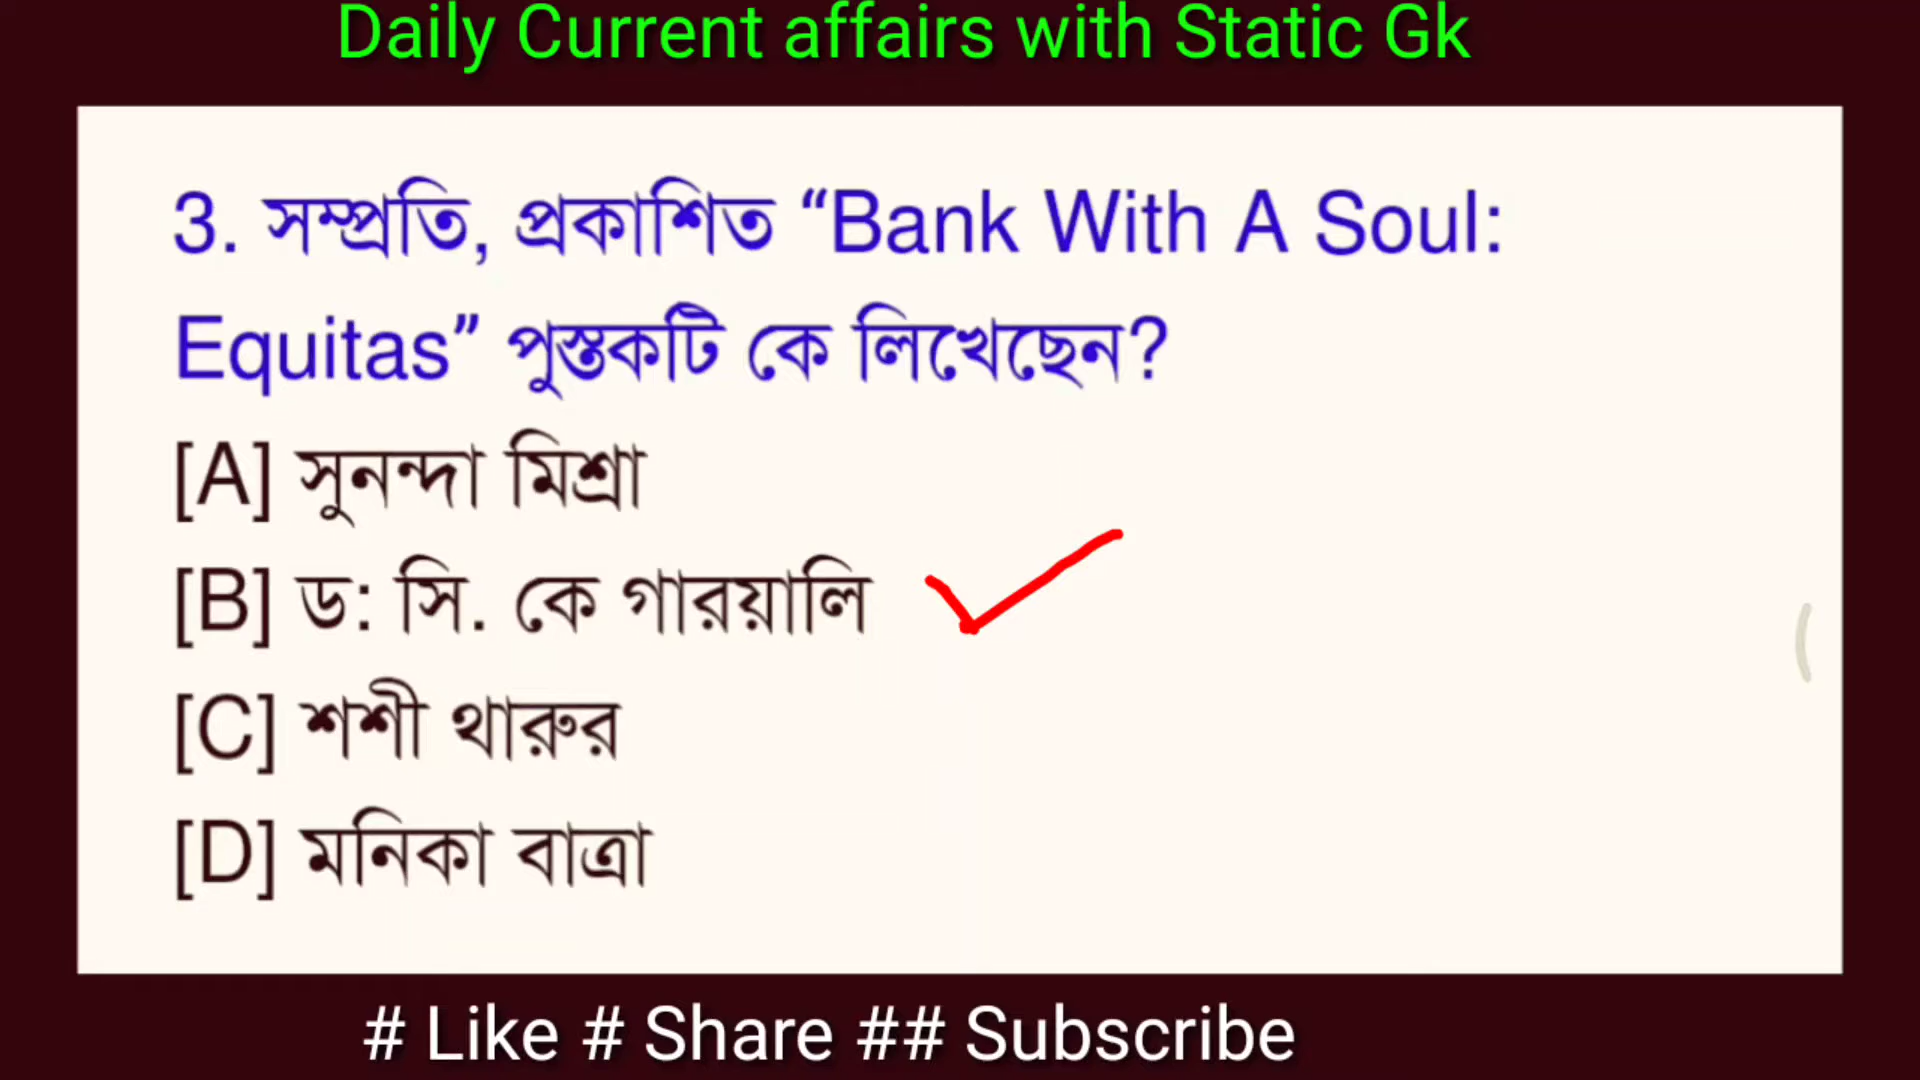 Daily Current affairs with Static Gk
3. সম্প্রতি, প্রকাশিত “Bank With A Soul:
Equitas” পুস্তকটি কে লিখেছেন?
[A] সুনন্দা মিশ্রা
[B] ড: সি. কে গারয়ালি
[C] শশী থারুর
[D] মনিকা বাত্রা
# Like # Share ## Subscribe